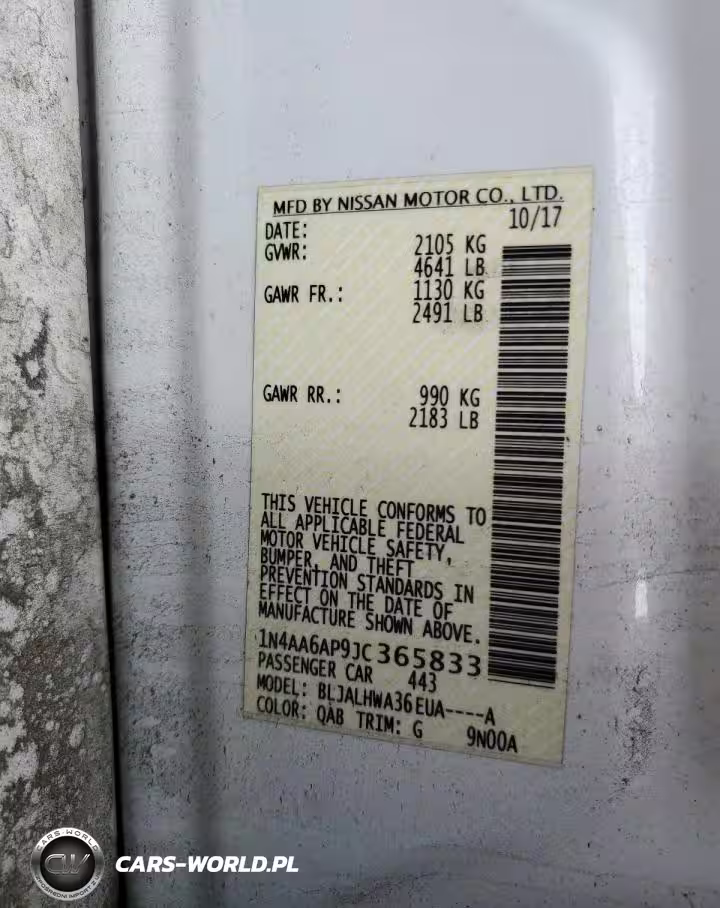 MFD BY NISSAN MOTOR CO., LTD.
DATE: 10/17
GVWR: 2105 KG
4641 LB
GAWR FR.: 1130 KG
2491 LB
GAWR RR.: 990 KG
2183 LB
THIS VEHICLE CONFORMS TO
ALL APPLICABLE FEDERAL
MOTOR VEHICLE SAFETY,
BUMPER, AND THEFT
PREVENTION STANDARDS IN
EFFECT ON THE DATE OF
MANUFACTURE SHOWN ABOVE.
1N4AA6AP9JC365833
PASSENGER CAR 443
MODEL: BLJALHWA36EUA----A
COLOR: QAB TRIM: G 9N00A
CARS-WORLD
CW
CARS-WORLD.PL